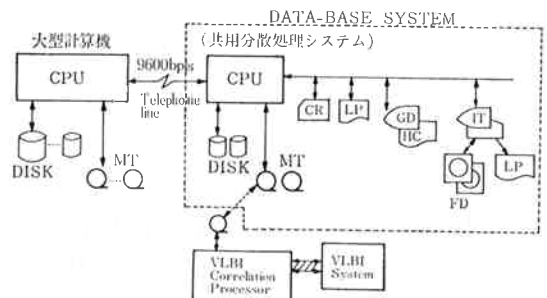 DATA-BASE SYSTEM
大型計算機
(共用分散処理システム)
CPU
9600bp/s
Telephone
line
CPU
CR
LP
GD
HC
IT
DISK
MT
DISK
MT
FD
LP
VLBI
Correlation
Processor
VLBI
System